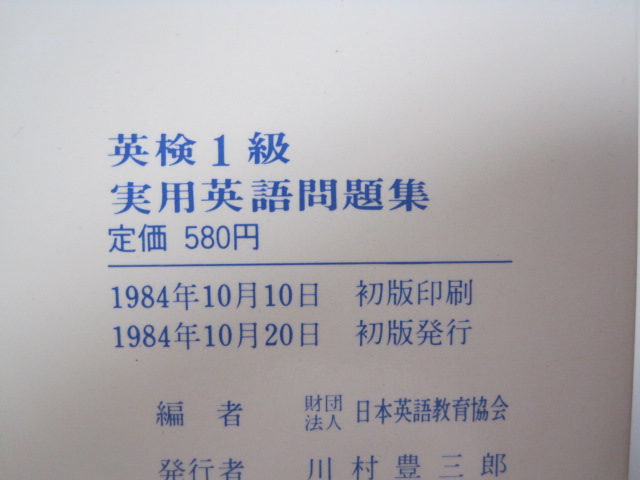 英検1級
実用英語問題集
定価 580円
1984年10月10日 初版印刷
1984年10月20日 初版発行
編者 財団法人 日本英語教育協会
発行者 川村豊三郎